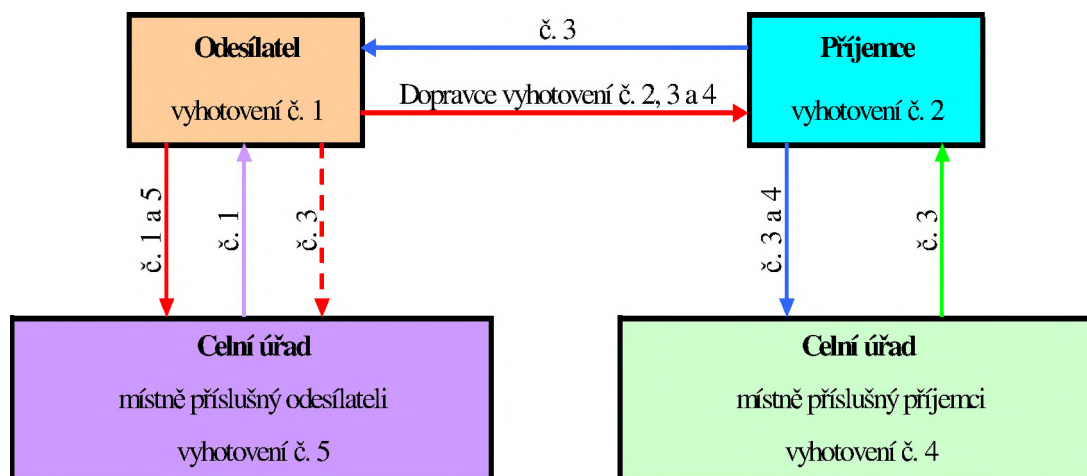 Odesílatel
vyhotovení č. 1
č. 3
Dopravce vyhotovení č. 2, 3 a 4
Příjemce
vyhotovení č. 2
č. 1 a 5
č. 1
č. 3
č. 3 a 4
č. 3
Celní úřad
místně příslušný odesílateli
vyhotovení č. 5
Celní úřad
místně příslušný příjemci
vyhotovení č. 4